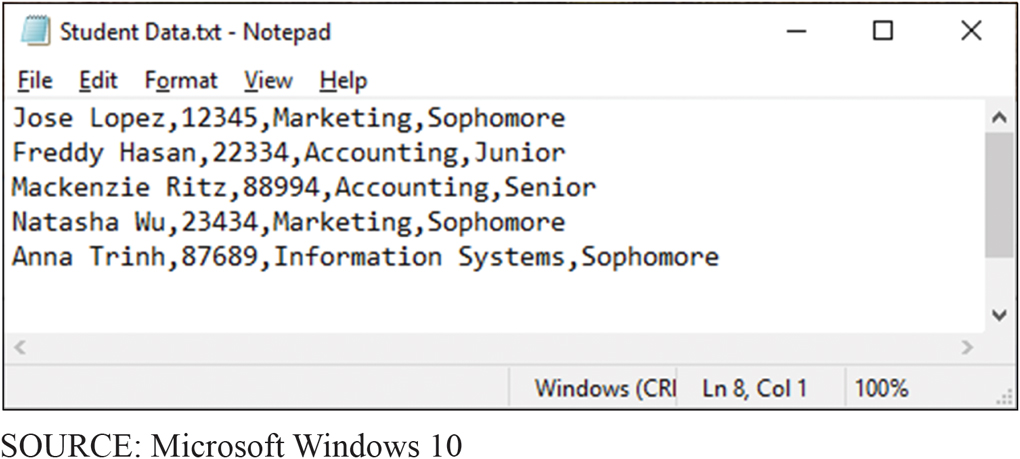 Student Data.txt - Notepad
File Edit Format View Help
Jose Lopez,12345,Marketing,Sophomore
Freddy Hasan,22334,Accounting,Junior
Mackenzie Ritz,88994,Accounting,Senior
Natasha Wu,23434,Marketing,Sophomore
Anna Trinh,87689,Information Systems,Sophomore
Windows (CRI Ln 8, Col 1 100%
SOURCE: Microsoft Windows 10